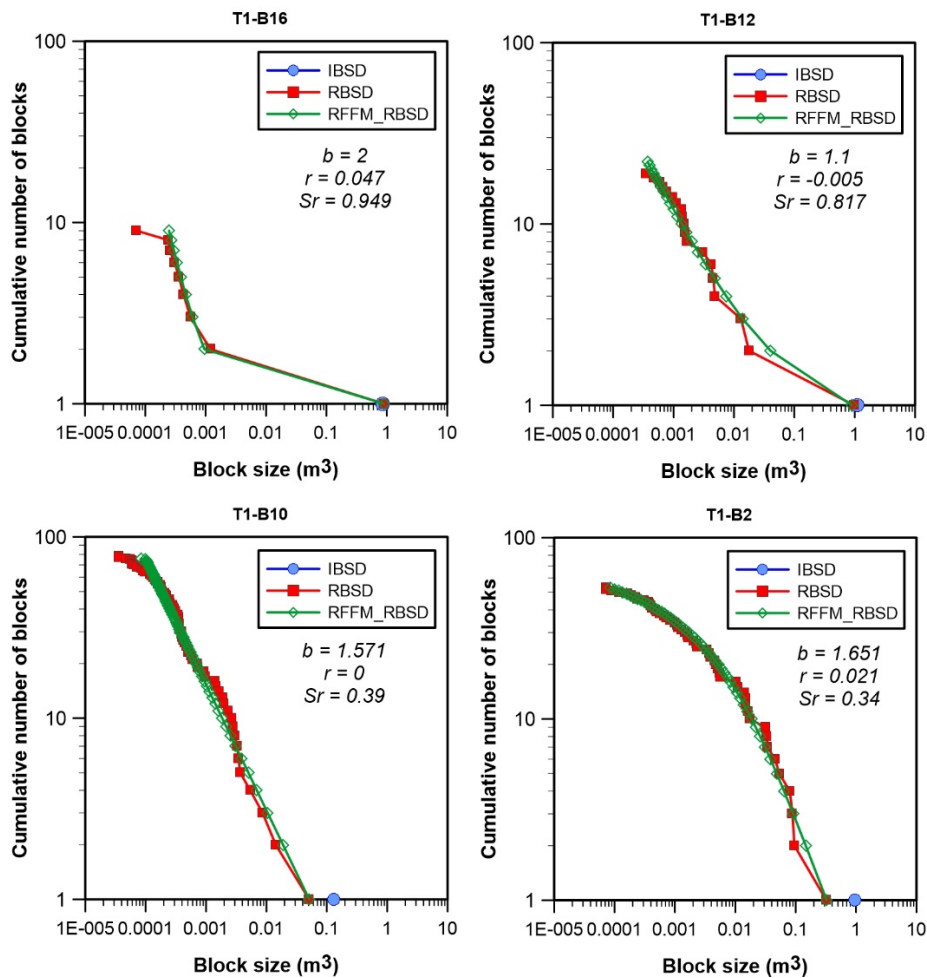 T1-B16
100
10
1
Cumulative number of blocks
IBSD
RBSD
RFFM_RBSD
b = 2
r = 0.047
Sr = 0.949
1E-005 0.0001 0.001 0.01 0.1 1 10
Block size (m3)
T1-B12
100
10
1
Cumulative number of blocks
IBSD
RBSD
RFFM_RBSD
b = 1.1
r = -0.005
Sr = 0.817
1E-005 0.0001 0.001 0.01 0.1 1 10
Block size (m3)
T1-B10
100
10
1
Cumulative number of blocks
IBSD
RBSD
RFFM_RBSD
b = 1.571
r = 0
Sr = 0.39
1E-005 0.0001 0.001 0.01 0.1 1 10
Block size (m3)
T1-B2
100
10
1
Cumulative number of blocks
IBSD
RBSD
RFFM_RBSD
b = 1.651
r = 0.021
Sr = 0.34
1E-005 0.0001 0.001 0.01 0.1 1 10
Block size (m3)